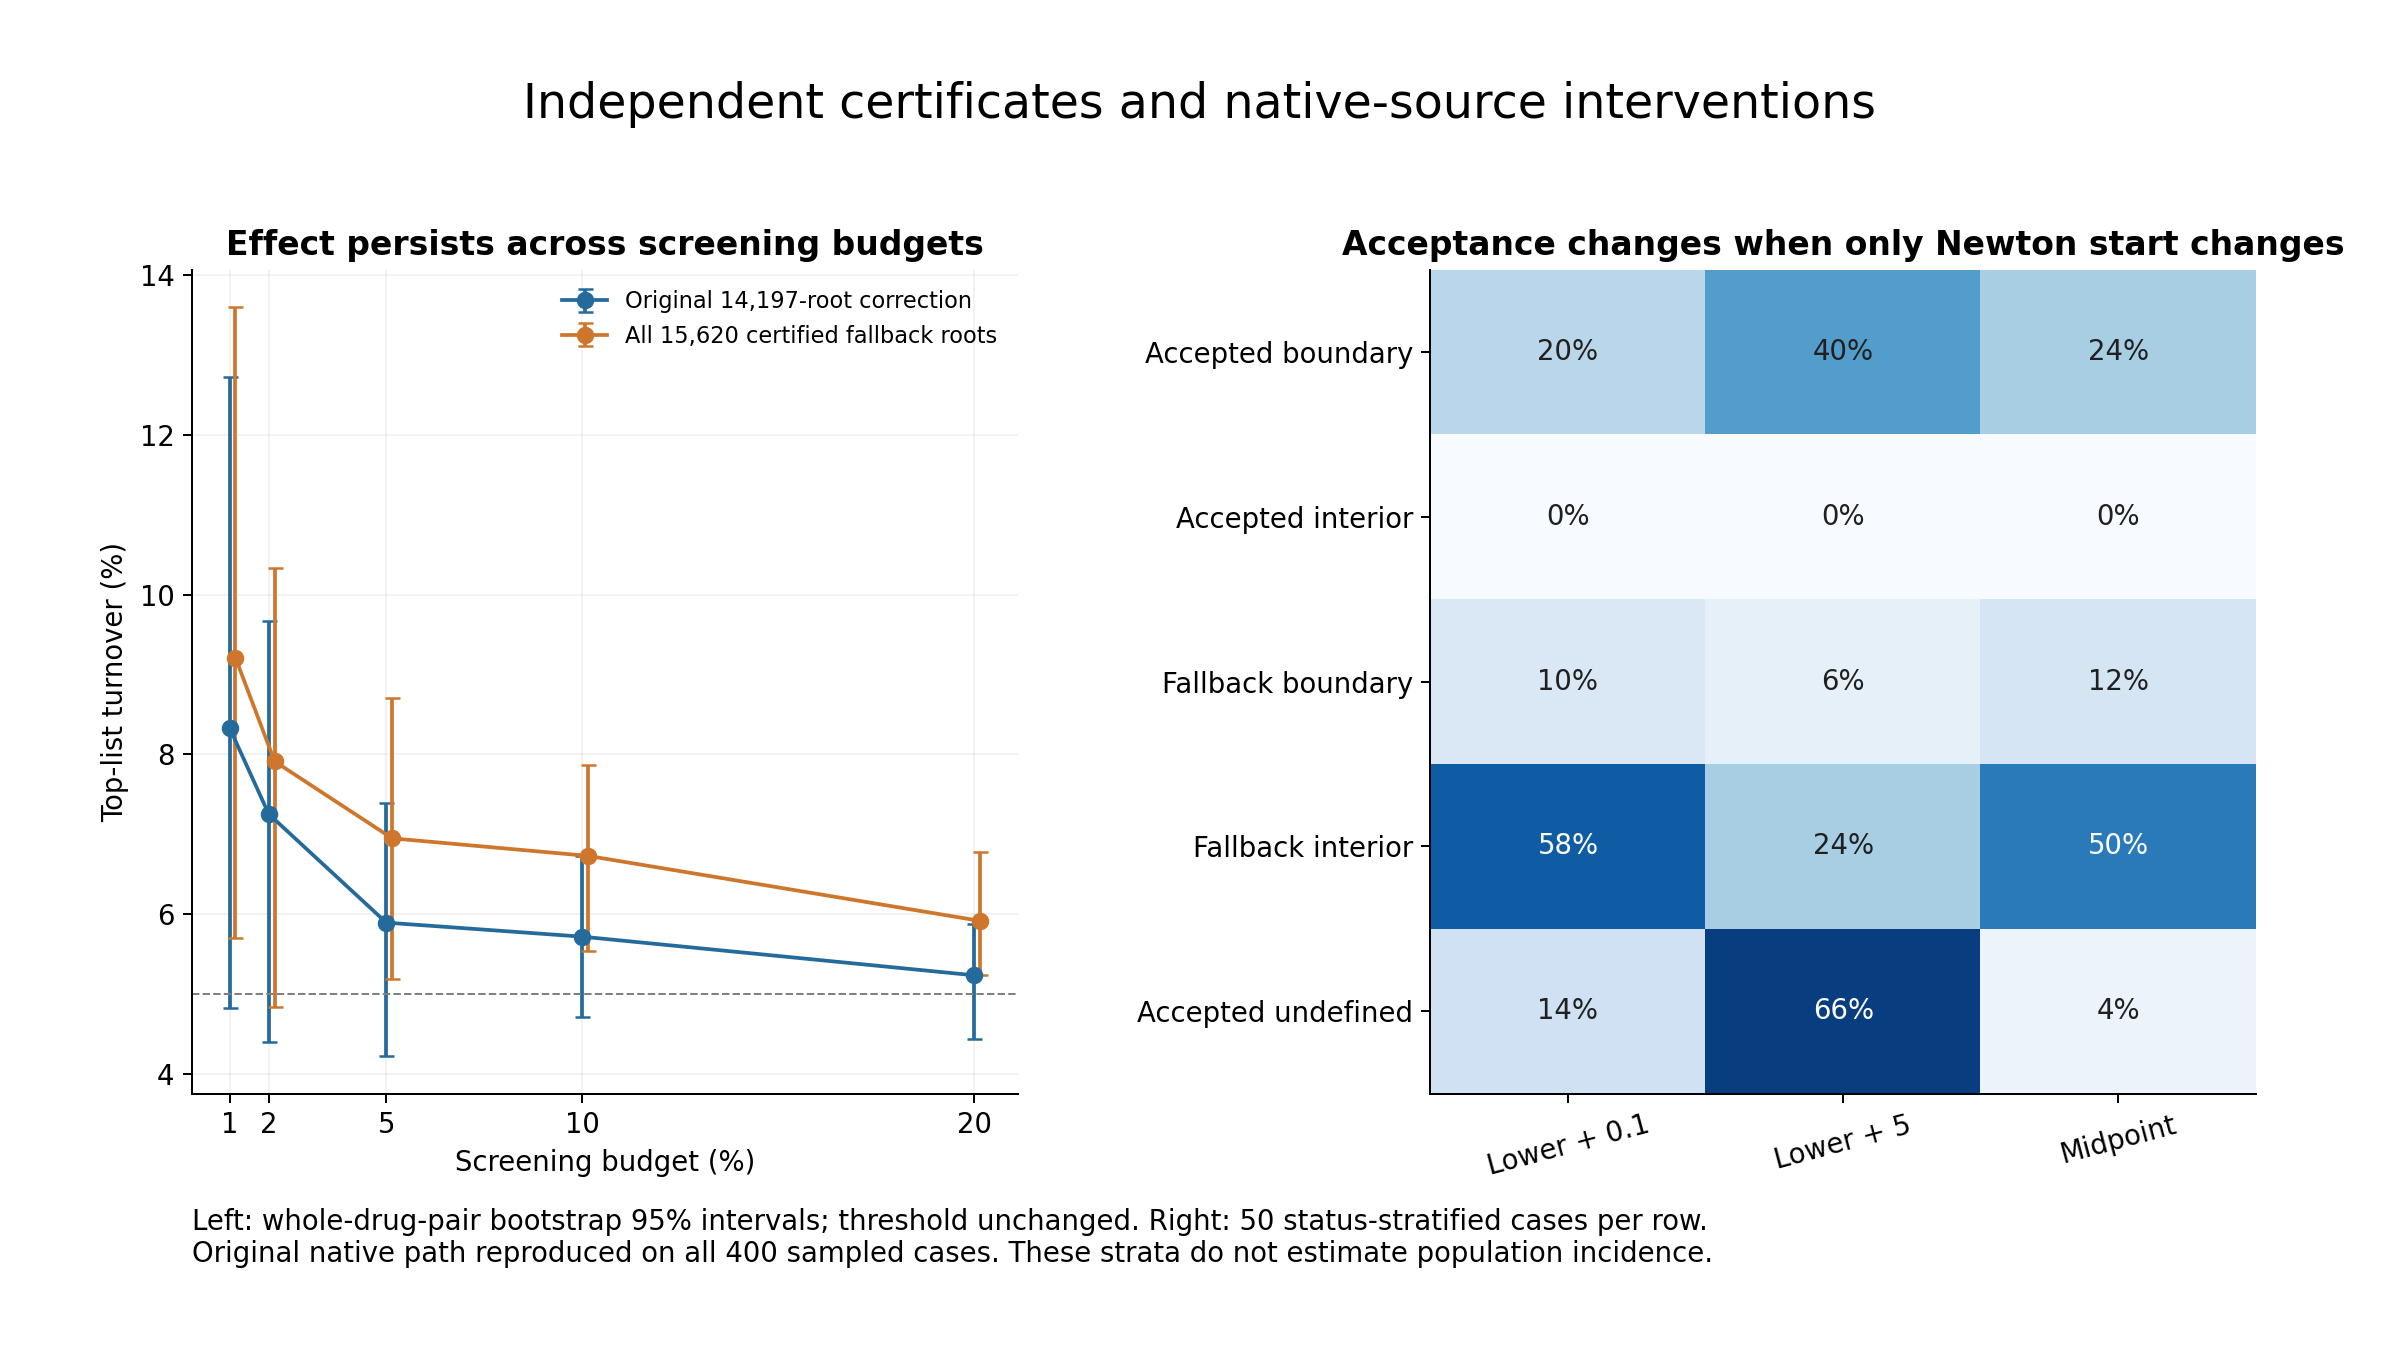 Independent certificates and native-source interventions
Effect persists across screening budgets
14
12
10
8
6
4
Top-list turnover (%)
Original 14,197-root correction
All 15,620 certified fallback roots
1 2 5 10 20
Screening budget (%)
Acceptance changes when only Newton start changes
Accepted boundary 20% 40% 24%
Accepted interior 0% 0% 0%
Fallback boundary 10% 6% 12%
Fallback interior 58% 24% 50%
Accepted undefined 14% 66% 4%
Lower + 0.1 Lower + 5 Midpoint
Left: whole-drug-pair bootstrap 95% intervals; threshold unchanged. Right: 50 status-stratified cases per row.
Original native path reproduced on all 400 sampled cases. These strata do not estimate population incidence.